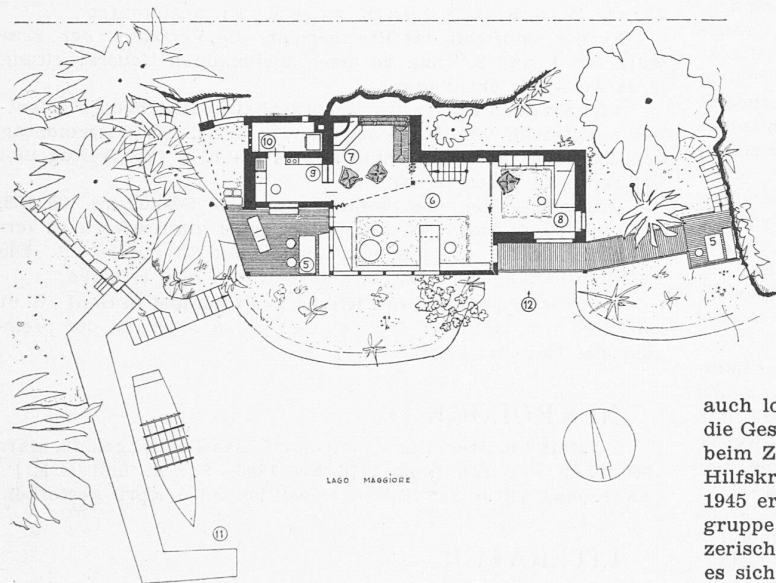 10
7
9
6
8
5
5
12
LAGO MAGGIORE
11
auch lo
die Ges
beim Z
Hilfskr
1945 er
gruppe
zerisch
es sich